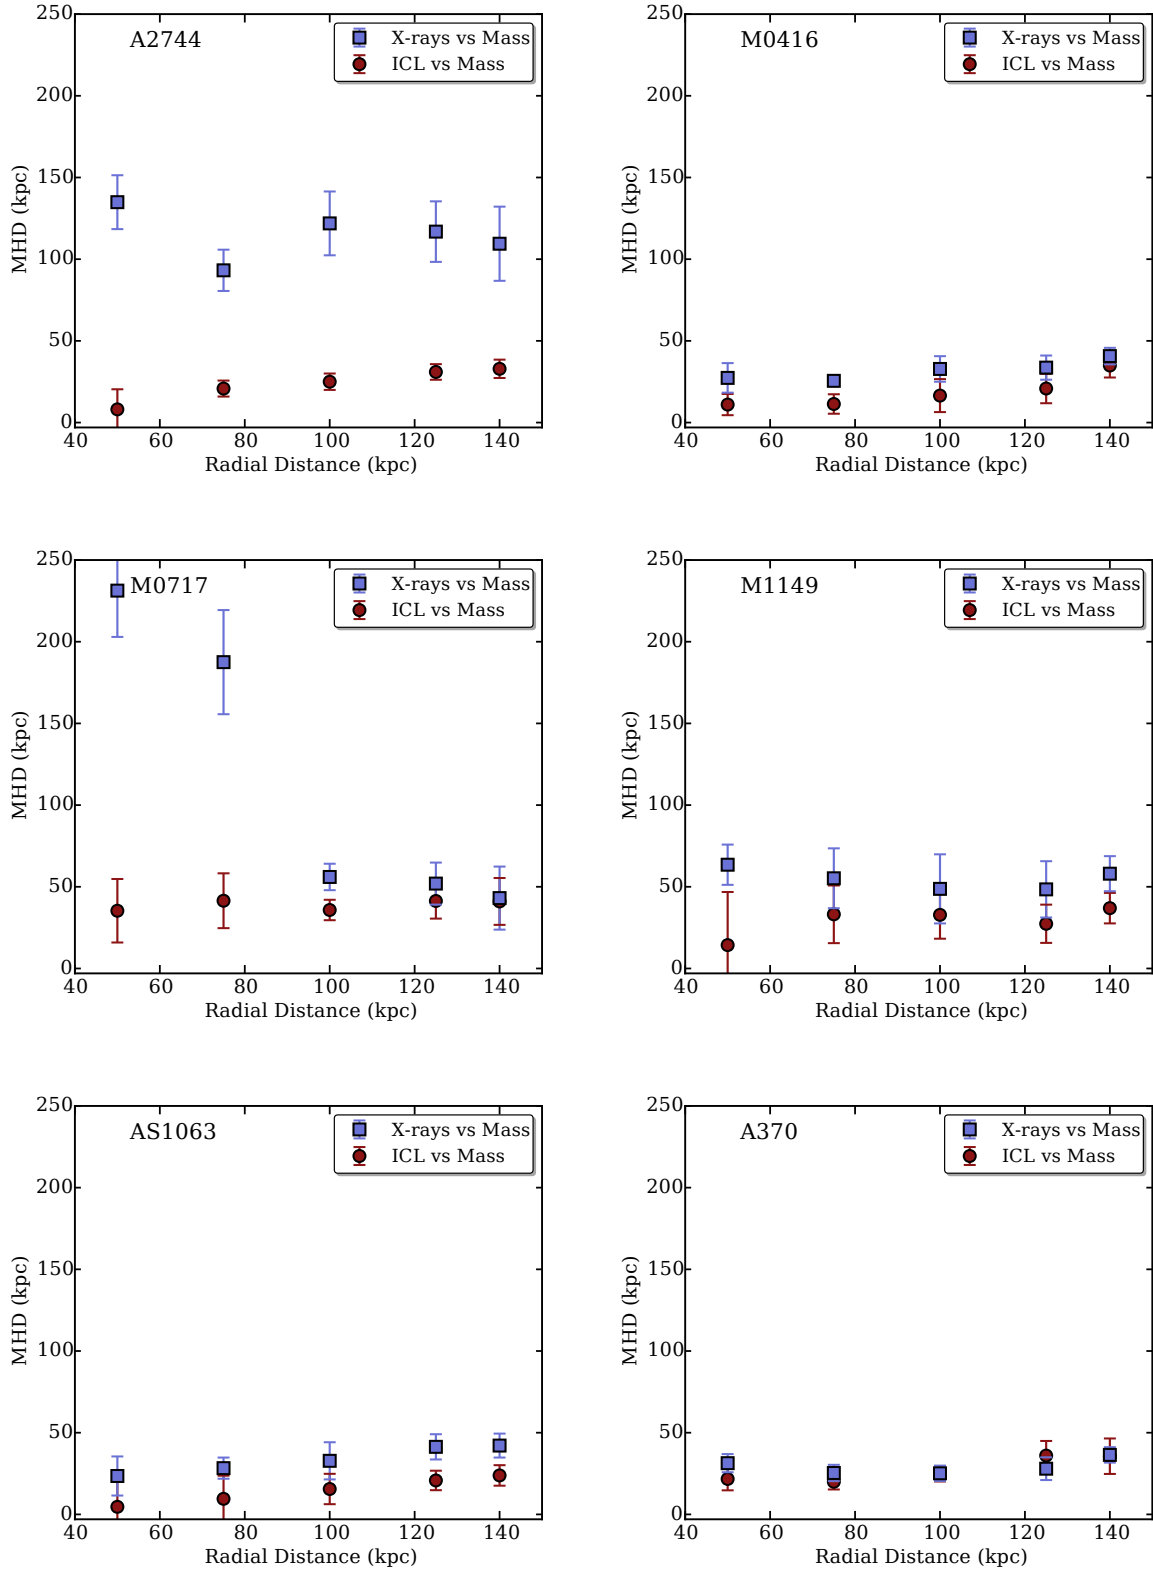 250
A2744
X-rays vs Mass
ICL vs Mass
200
150
100
50
0
40 60 80 100 120 140
MHD (kpc)
Radial Distance (kpc)
250
M0416
X-rays vs Mass
ICL vs Mass
200
150
100
50
0
40 60 80 100 120 140
MHD (kpc)
Radial Distance (kpc)
250
M0717
X-rays vs Mass
ICL vs Mass
200
150
100
50
0
40 60 80 100 120 140
MHD (kpc)
Radial Distance (kpc)
250
M1149
X-rays vs Mass
ICL vs Mass
200
150
100
50
0
40 60 80 100 120 140
MHD (kpc)
Radial Distance (kpc)
250
AS1063
X-rays vs Mass
ICL vs Mass
200
150
100
50
0
40 60 80 100 120 140
MHD (kpc)
Radial Distance (kpc)
250
A370
X-rays vs Mass
ICL vs Mass
200
150
100
50
0
40 60 80 100 120 140
MHD (kpc)
Radial Distance (kpc)